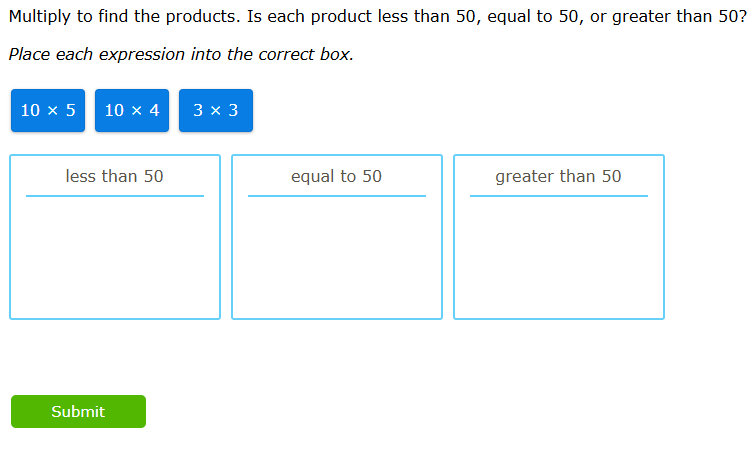 Multiply to find the products. Is each product less than 50, equal to 50, or greater than 50?
Place each expression into the correct box.
10 × 5 10 × 4 3 × 3
less than 50 equal to 50 greater than 50
Submit